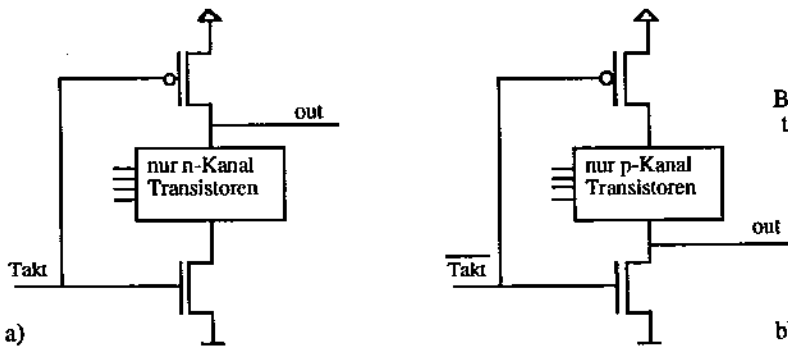 out
nur n-Kanal
Transistoren
Takt
a)
B
t
nur p-Kanal
Transistoren
out
Takt
b